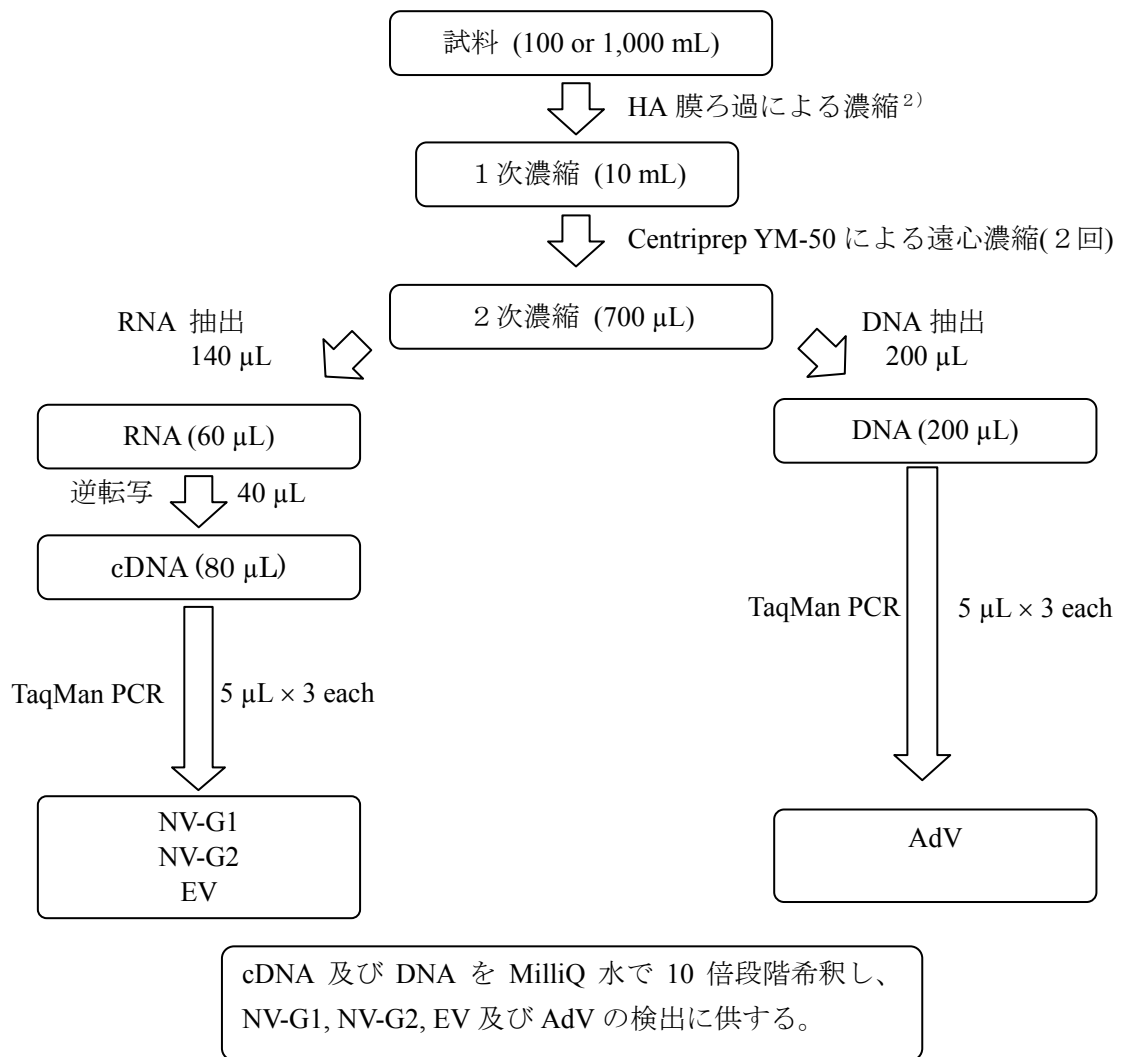 試料 (100 or 1,000 mL)
HA 膜ろ過による濃縮²⁾
１次濃縮 (10 mL)
Centriprep YM-50 による遠心濃縮(２回)
２次濃縮 (700 µL)
RNA 抽出
140 µL
DNA 抽出
200 µL
RNA (60 µL)
DNA (200 µL)
逆転写
40 µL
cDNA (80 µL)
TaqMan PCR
5 µL × 3 each
TaqMan PCR
5 µL × 3 each
NV-G1
NV-G2
EV
AdV
cDNA 及び DNA を MilliQ 水で 10 倍段階希釈し、
NV-G1, NV-G2, EV 及び AdV の検出に供する。